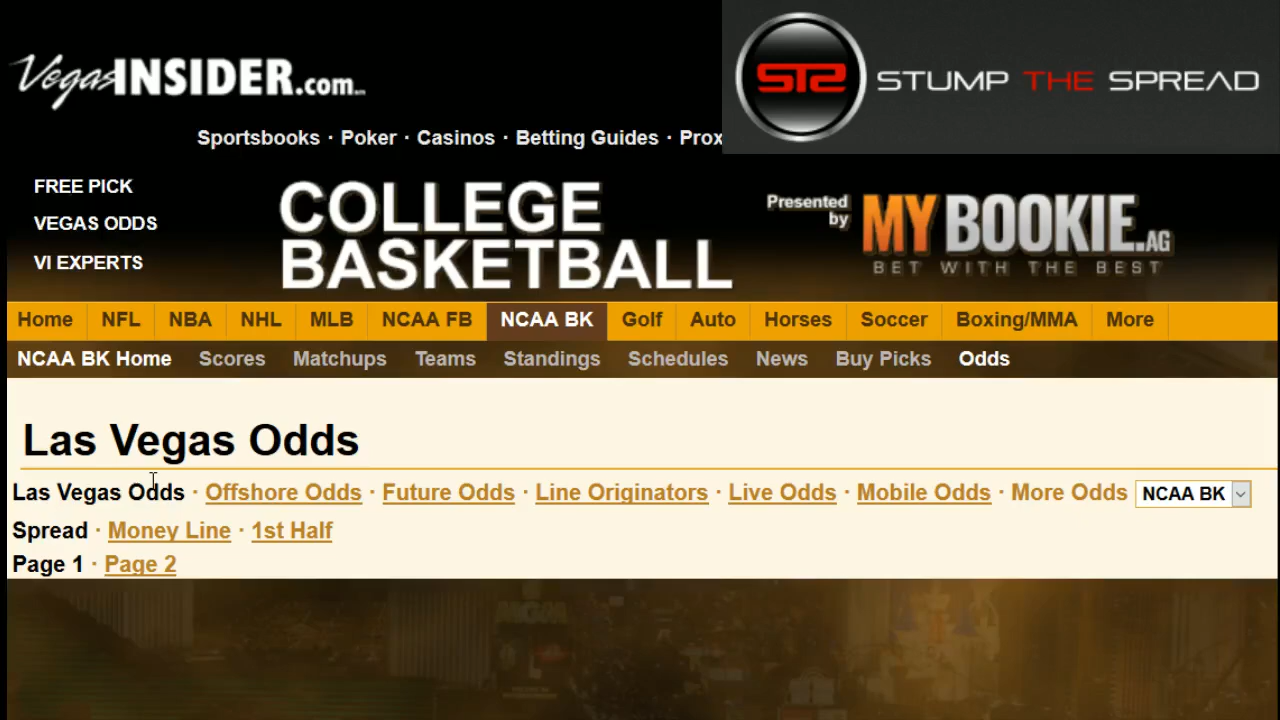 VegasINSIDER.com
STS STUMP THE SPREAD
Sportsbooks · Poker · Casinos · Betting Guides · Prox
FREE PICK
VEGAS ODDS
VI EXPERTS
COLLEGE
BASKETBALL
Presented
by
MYBOOKIE.AG
BET WITH THE BEST
Home NFL NBA NHL MLB NCAA FB NCAA BK Golf Auto Horses Soccer Boxing/MMA More
NCAA BK Home Scores Matchups Teams Standings Schedules News Buy Picks Odds
Las Vegas Odds
Las Vegas Odds · Offshore Odds · Future Odds · Line Originators · Live Odds · Mobile Odds · More Odds NCAA BK
Spread · Money Line · 1st Half
Page 1 · Page 2